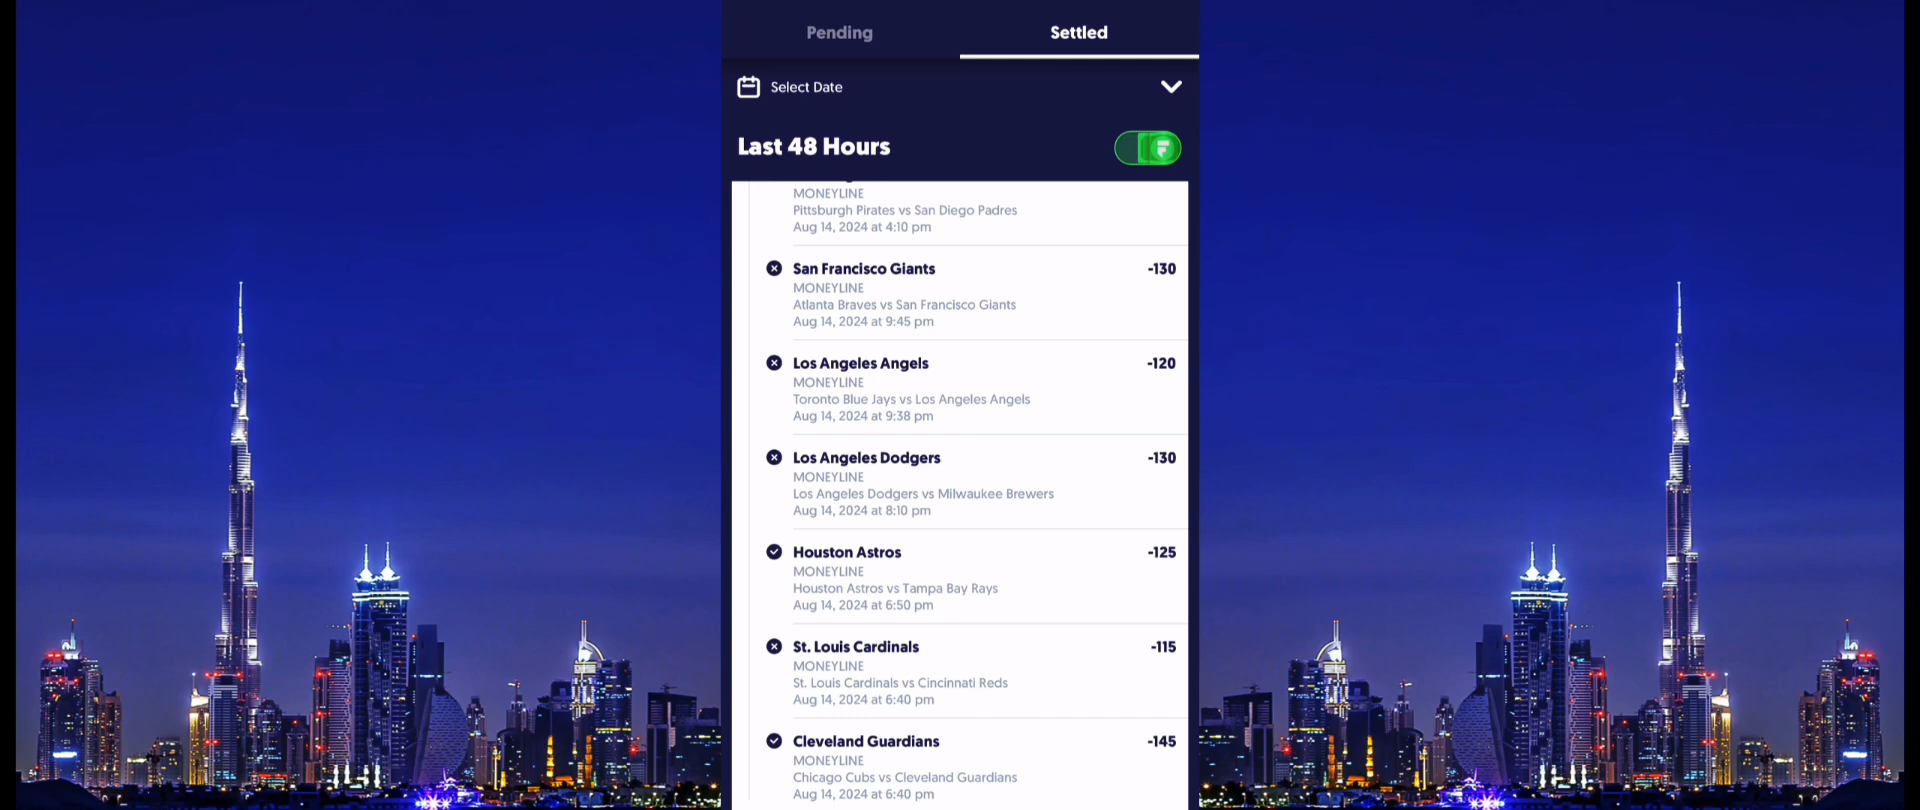 Pending
Settled
Select Date
Last 48 Hours
MONEYLINE
Pittsburgh Pirates vs San Diego Padres
Aug 14, 2024 at 4:10 pm
San Francisco Giants -130
MONEYLINE
Atlanta Braves vs San Francisco Giants
Aug 14, 2024 at 9:45 pm
Los Angeles Angels -120
MONEYLINE
Toronto Blue Jays vs Los Angeles Angels
Aug 14, 2024 at 9:38 pm
Los Angeles Dodgers -130
MONEYLINE
Los Angeles Dodgers vs Milwaukee Brewers
Aug 14, 2024 at 8:10 pm
Houston Astros -125
MONEYLINE
Houston Astros vs Tampa Bay Rays
Aug 14, 2024 at 6:50 pm
St. Louis Cardinals -115
MONEYLINE
St. Louis Cardinals vs Cincinnati Reds
Aug 14, 2024 at 6:40 pm
Cleveland Guardians -145
MONEYLINE
Chicago Cubs vs Cleveland Guardians
Aug 14, 2024 at 6:40 pm